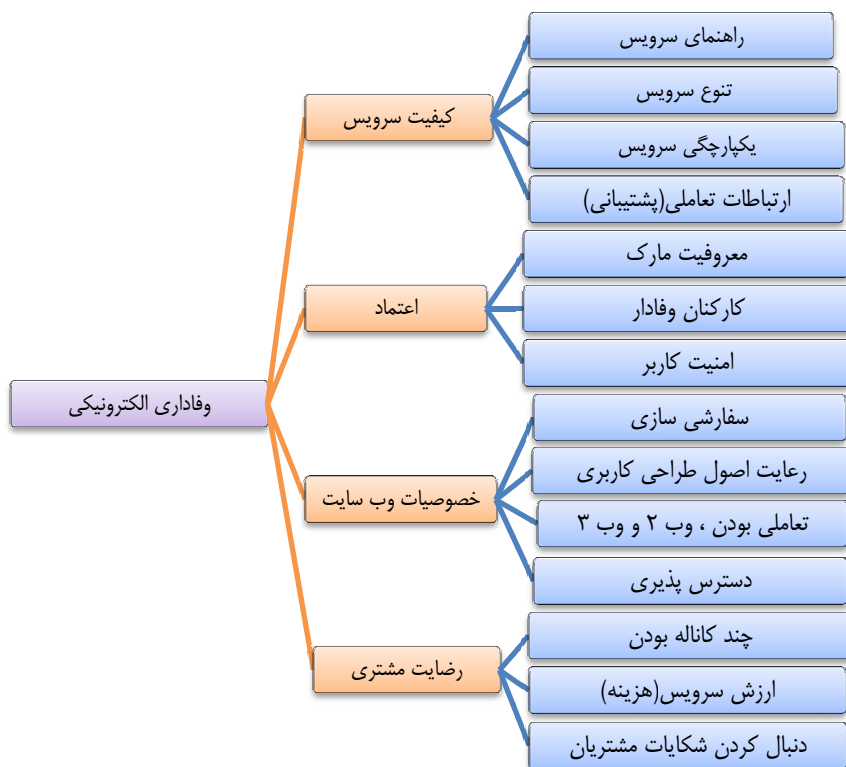 وفاداری الکترونیکی
کیفیت سرویس
راهنمای سرویس
تنوع سرویس
یکپارچگی سرویس
ارتباطات تعاملی(پشتیبانی)
اعتماد
معروفیت مارک
کارکنان وفادار
امنیت کاربر
خصوصیات وب سایت
سفارشی سازی
رعایت اصول طراحی کاربری
تعاملی بودن ، وب ۲ و وب ۳
دسترس پذیری
رضایت مشتری
چند کاناله بودن
ارزش سرویس(هزینه)
دنبال کردن شکایات مشتریان